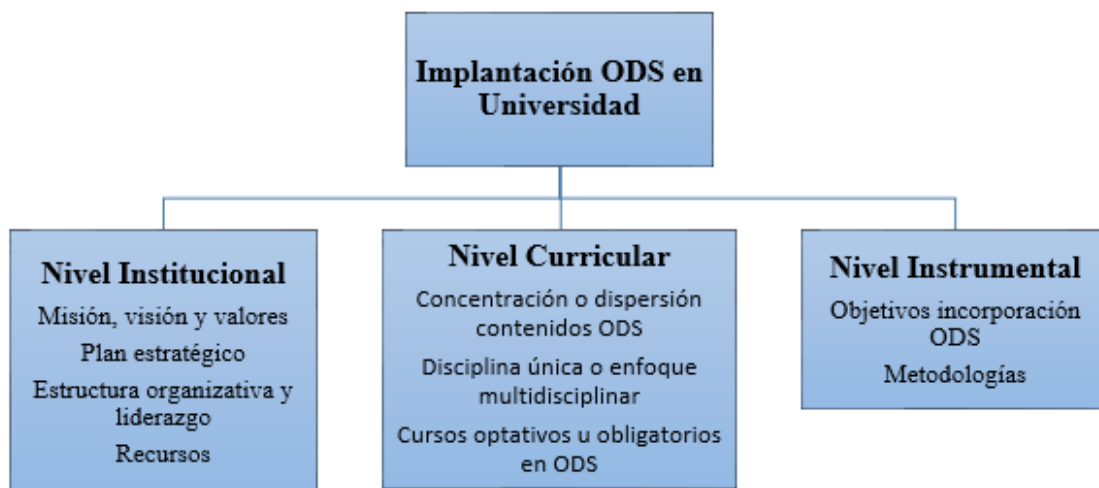 Implantación ODS en
Universidad
Nivel Institucional
Misión, visión y valores
Plan estratégico
Estructura organizativa y
liderazgo
Recursos
Nivel Curricular
Concentración o dispersión
contenidos ODS
Disciplina única o enfoque
multidisciplinar
Cursos optativos u obligatorios
en ODS
Nivel Instrumental
Objetivos incorporación
ODS
Metodologías